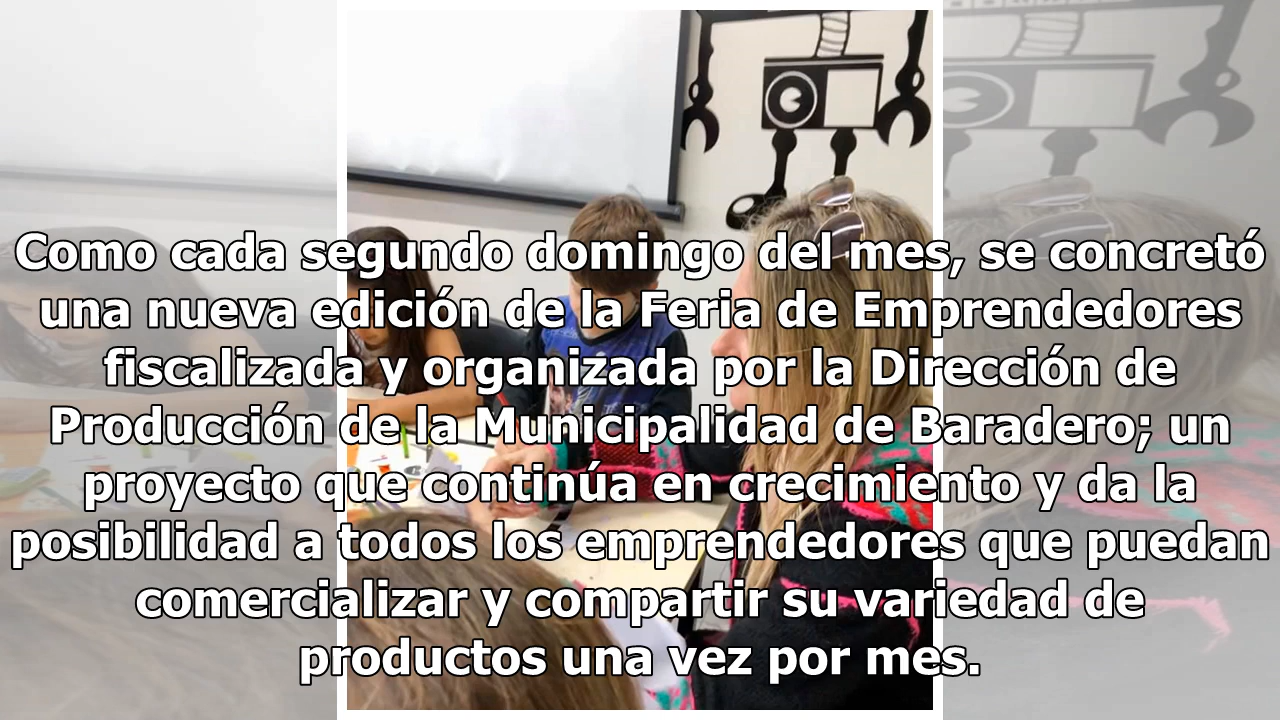 Como cada segundo domingo del mes, se concretó
una nueva edición de la Feria de Emprendedores
fiscalizada y organizada por la Dirección de
Producción de la Municipalidad de Baradero; un
proyecto que continúa en crecimiento y da la
posibilidad a todos los emprendedores que puedan
comercializar y compartir su variedad de
productos una vez por mes.